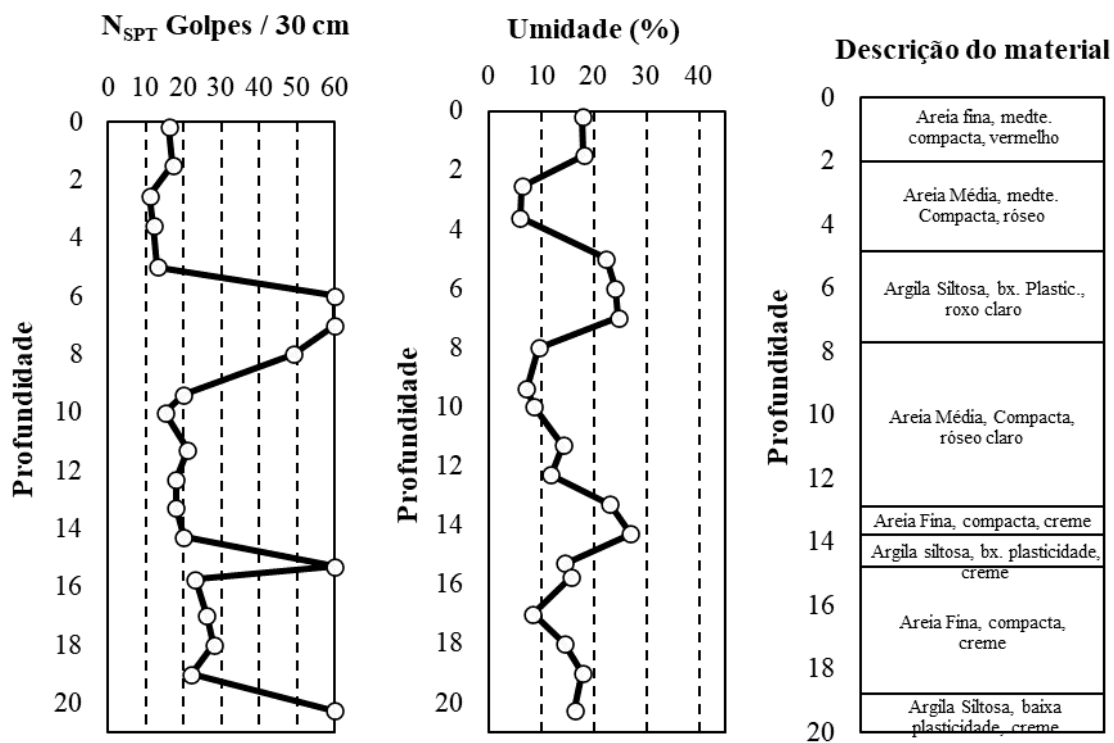 N_SPT Golpes / 30 cm
0 10 20 30 40 50 60
0
2
4
6
8
10
12
14
16
18
20
Profundidade
Umidade (%)
0 10 20 30 40
0
2
4
6
8
10
12
14
16
18
20
Profundidade
Descrição do material
0
2
4
6
8
10
12
14
16
18
20
Profundidade
Areia fina, medte.
compacta, vermelho
Areia Média, medte.
Compacta, róseo
Argila Siltosa, bx. Plastic.,
roxo claro
Areia Média, Compacta,
róseo claro
Areia Fina, compacta, creme
Argila siltosa, bx. plasticidade,
creme
Areia Fina, compacta,
creme
Argila Siltosa, baixa
plasticidade, creme